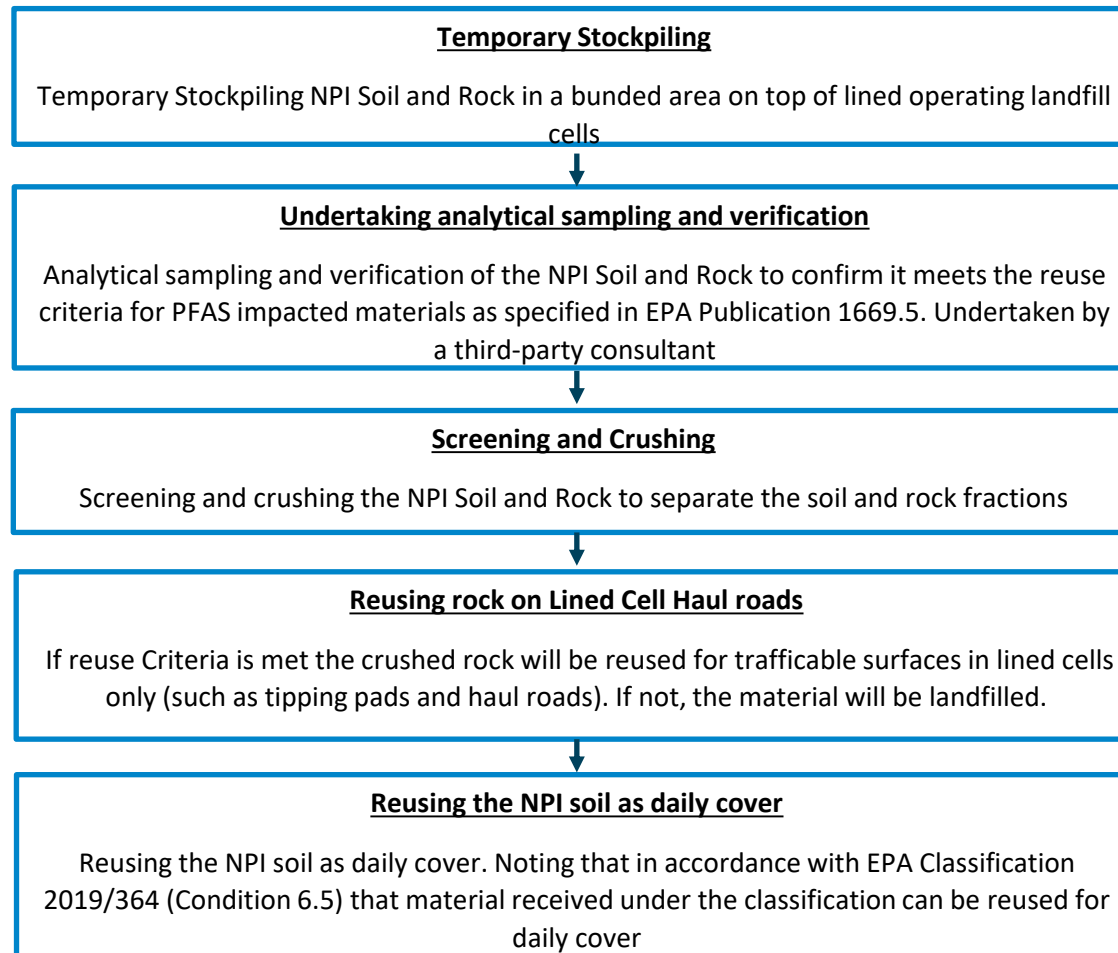 Temporary Stockpiling
Temporary Stockpiling NPI Soil and Rock in a bunded area on top of lined operating landfill
cells
Undertaking analytical sampling and verification
Analytical sampling and verification of the NPI Soil and Rock to confirm it meets the reuse
criteria for PFAS impacted materials as specified in EPA Publication 1669.5. Undertaken by
a third-party consultant
Screening and Crushing
Screening and crushing the NPI Soil and Rock to separate the soil and rock fractions
Reusing rock on Lined Cell Haul roads
If reuse Criteria is met the crushed rock will be reused for trafficable surfaces in lined cells
only (such as tipping pads and haul roads). If not, the material will be landfilled.
Reusing the NPI soil as daily cover
Reusing the NPI soil as daily cover. Noting that in accordance with EPA Classification
2019/364 (Condition 6.5) that material received under the classification can be reused for
daily cover